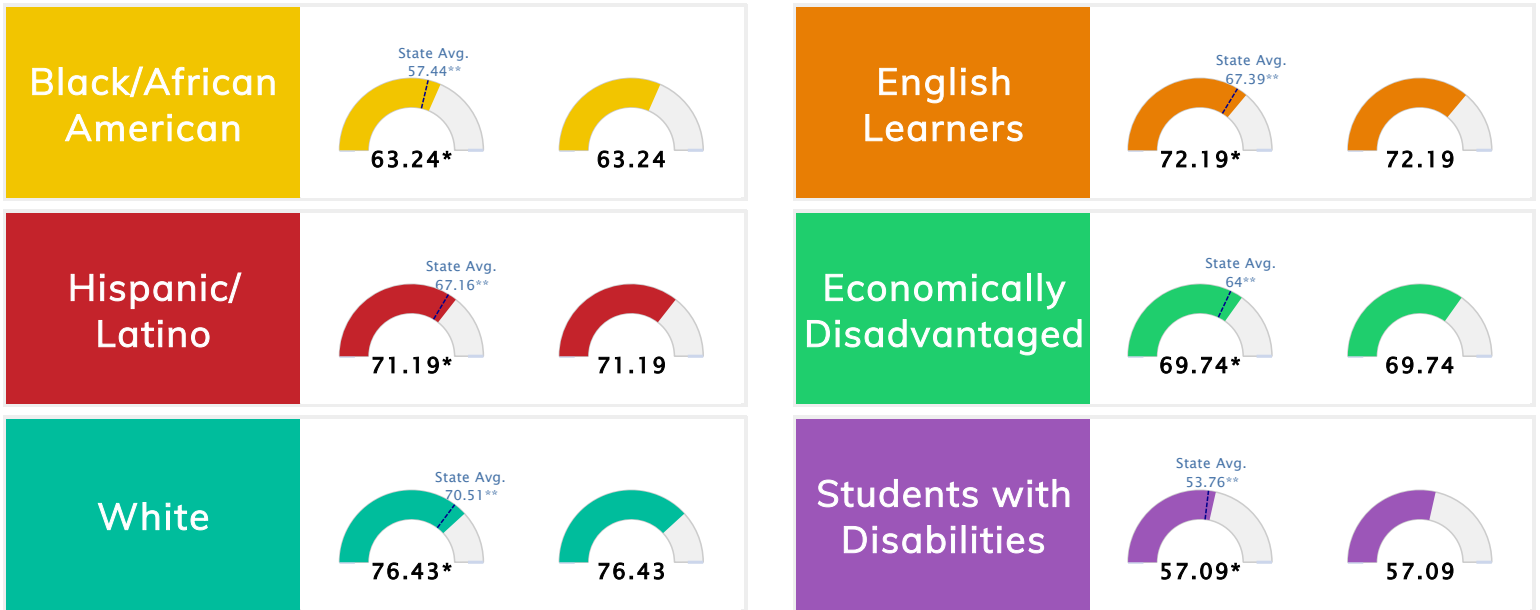 Black/African
American
State Avg.
57.44**
63.24*
63.24
English
Learners
State Avg.
67.39**
72.19*
72.19
Hispanic/
Latino
State Avg.
67.16**
71.19*
71.19
Economically
Disadvantaged
State Avg.
64**
69.74*
69.74
White
State Avg.
70.51**
76.43*
76.43
Students with
Disabilities
State Avg.
53.76**
57.09*
57.09